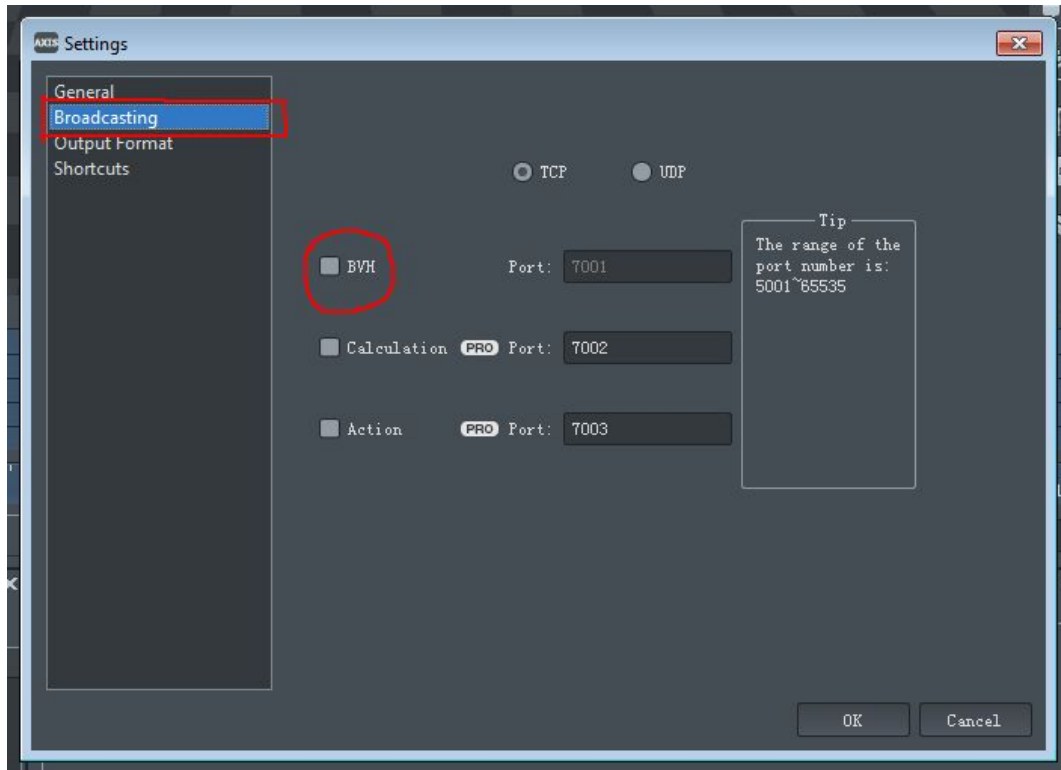 AXIS Settings
General
Broadcasting
Output Format
Shortcuts
TCP UDP
BVH Port: 7001
Calculation PRO Port: 7002
Action PRO Port: 7003
Tip
The range of the
port number is:
5001~65535
OK Cancel